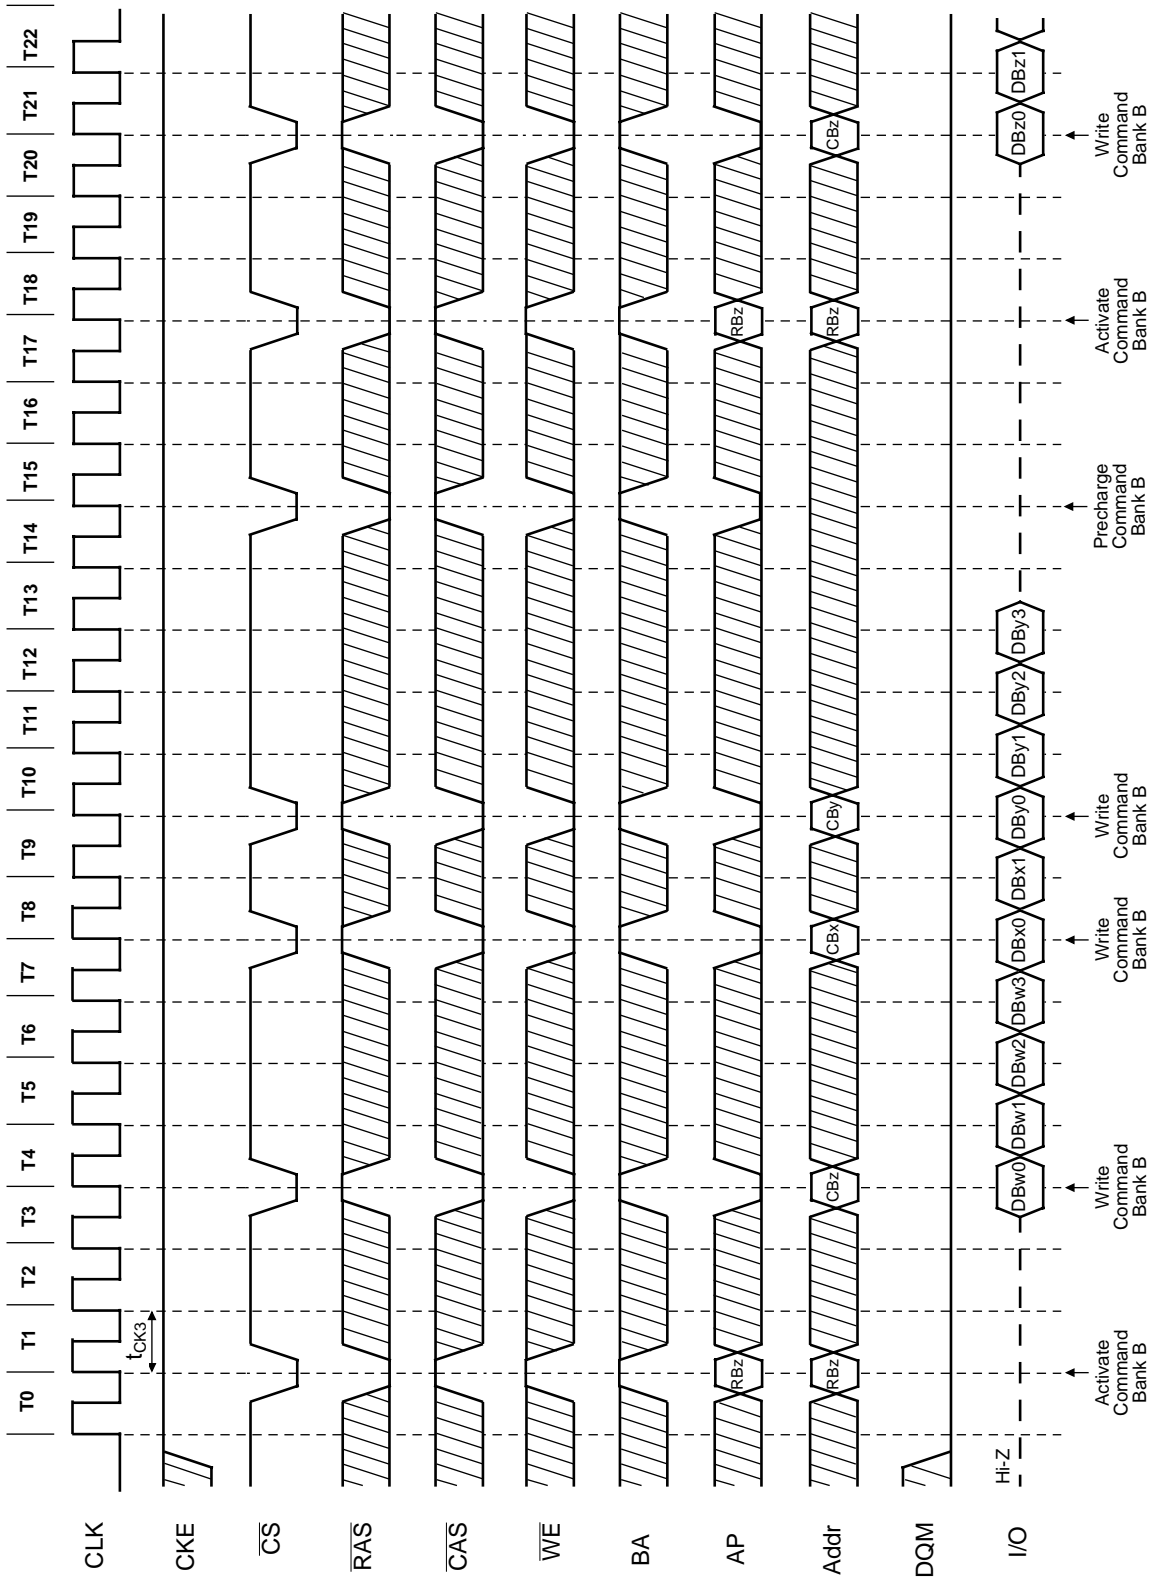 T0 T1 T2 T3 T4 T5 T6 T7 T8 T9 T10 T11 T12 T13 T14 T15 T16 T17 T18 T19 T20 T21 T22
CLK
tCK3
CKE
CS
RAS
CAS
WE
BA
AP
RBz RBz
Addr
RBz CBz CBx CBy RBz CBz
DQM
I/O
Hi-Z
DBw0 DBw1 DBw2 DBw3 DBx0 DBx1 DBy0 DBy1 DBy2 DBy3 DBz0 DBz1
Activate
Command
Bank B
Write
Command
Bank B
Write
Command
Bank B
Write
Command
Bank B
Precharge
Command
Bank B
Activate
Command
Bank B
Write
Command
Bank B